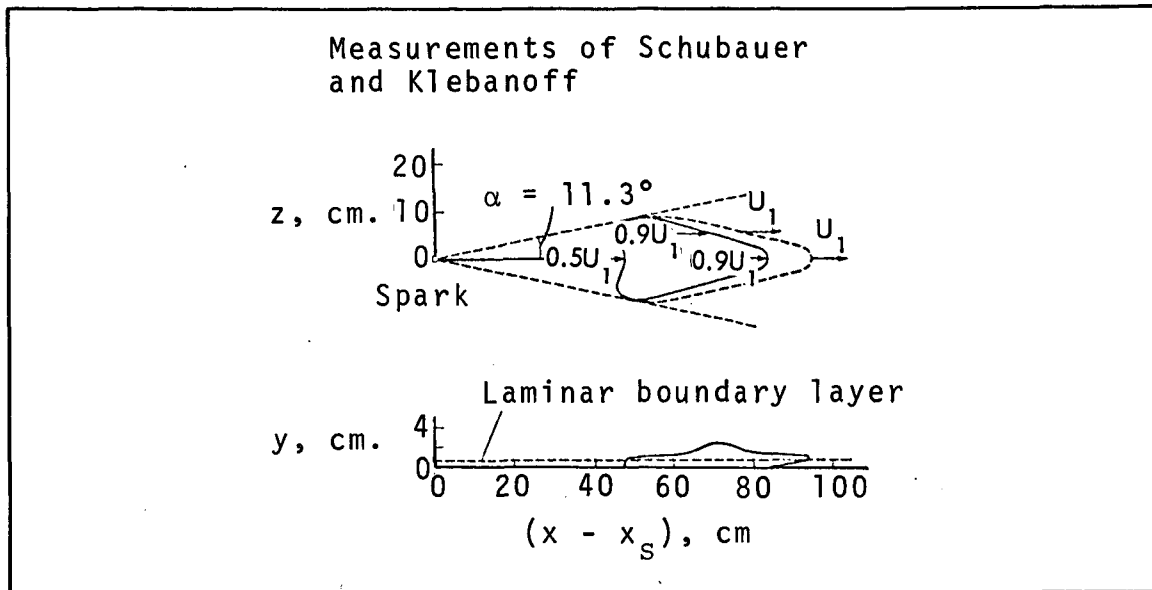 Measurements of Schubauer
and Klebanoff
20
z, cm. 10
0
α = 11.3°
U₁
U₁
0.9U₁
0.5U₁
0.9U₁
Spark
Laminar boundary layer
y, cm. 4
0
0 20 40 60 80 100
(x - xₛ), cm